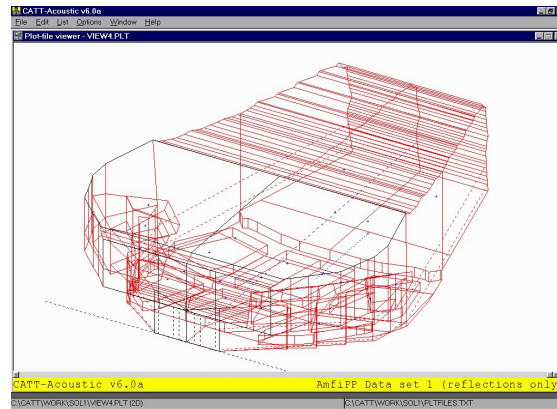 CATT-Acoustic v6.0a
File Edit List Options Window Help
Plot-file viewer - VIEW4.PLT
CATT-Acoustic v6.0a AmfiPP Data set 1 (reflections only
C:\CATT\WORK\SOL1\VIEW4.PLT (2D) C:\CATT\WORK\SOL1\PLTFILES.TXT